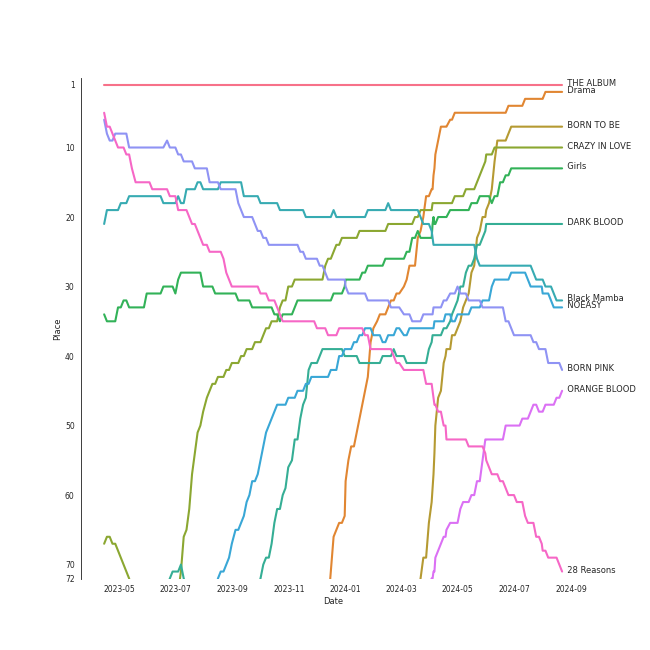 1
THE ALBUM
Drama
BORN TO BE
10
CRAZY IN LOVE
Girls
20
DARK BLOOD
30
Black Mamba
NOEASY
Place
40
BORN PINK
ORANGE BLOOD
50
60
70
28 Reasons
72
2023-05 2023-07 2023-09 2023-11 2024-01 2024-03 2024-05 2024-07 2024-09
Date